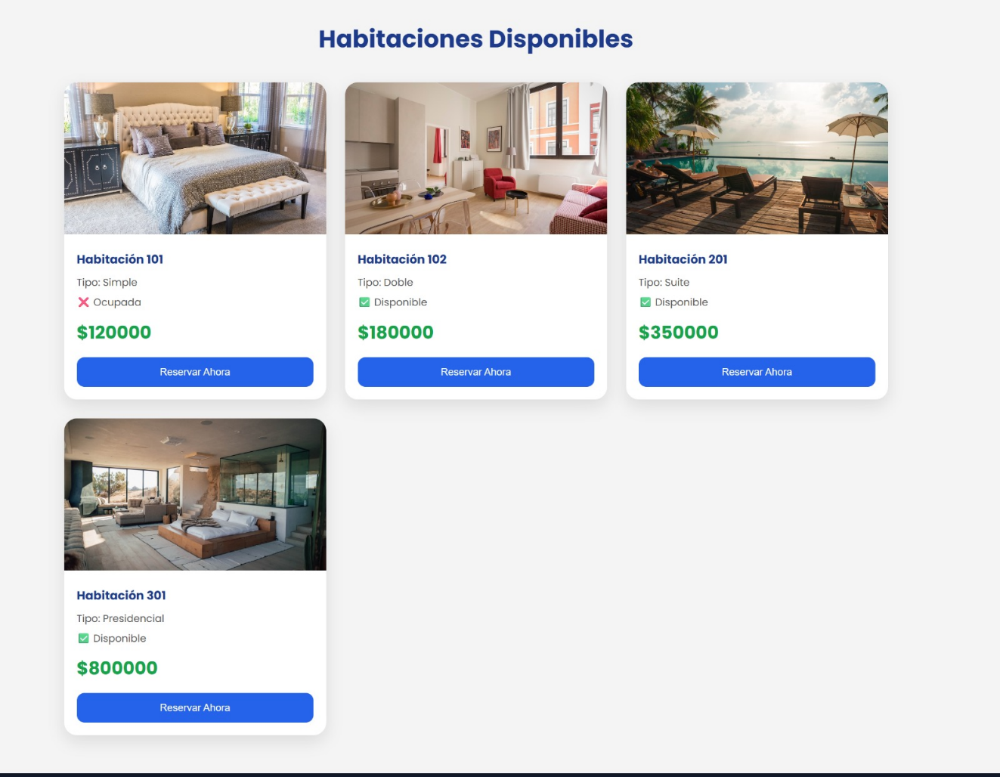 Habitaciones Disponibles
Habitación 101
Tipo: Simple
❌ Ocupada
$120000
Reservar Ahora
Habitación 102
Tipo: Doble
✅ Disponible
$180000
Reservar Ahora
Habitación 201
Tipo: Suite
✅ Disponible
$350000
Reservar Ahora
Habitación 301
Tipo: Presidencial
✅ Disponible
$800000
Reservar Ahora